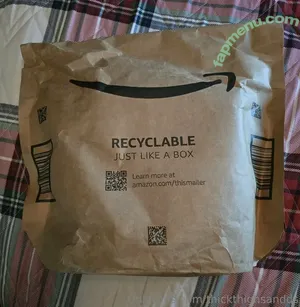 fapmenu.com
RECYCLABLE
JUST LIKE A BOX
Learn more at
amazon.com/thismailer